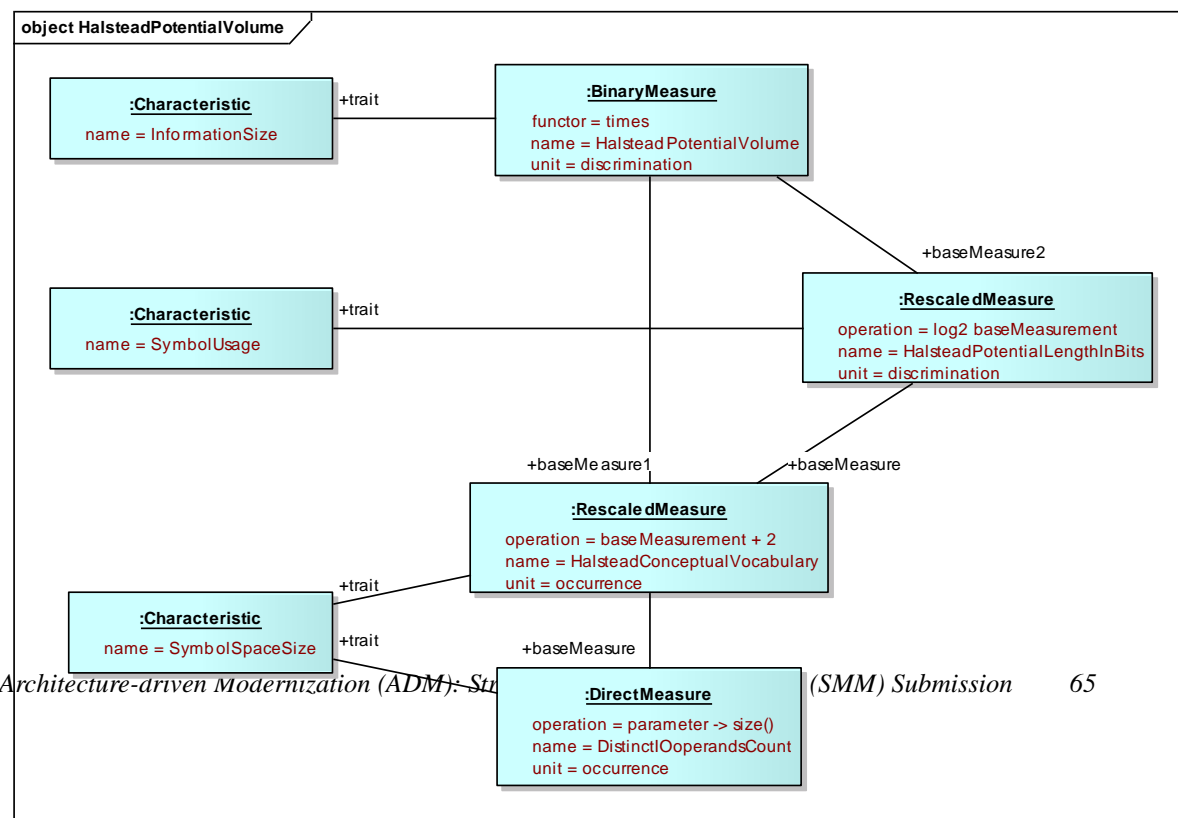 object HalsteadPotentialVolume
:Characteristic
name = InformationSize
+trait
:BinaryMeasure
functor = times
name = HalsteadPotentialVolume
unit = discrimination
+baseMeasure2
:Characteristic
name = SymbolUsage
+trait
:RescaledMeasure
operation = log2 baseMeasurement
name = HalsteadPotentialLengthInBits
unit = discrimination
+baseMeasure1
+baseMeasure
:RescaledMeasure
operation = baseMeasurement + 2
name = HalsteadConceptualVocabulary
unit = occurrence
+trait
:Characteristic
name = SymbolSpaceSize
+trait
+baseMeasure
Architecture-driven Modernization (ADM): (SMM) Submission 65
:DirectMeasure
operation = parameter -> size()
name = DistinctIOoperandsCount
unit = occurrence